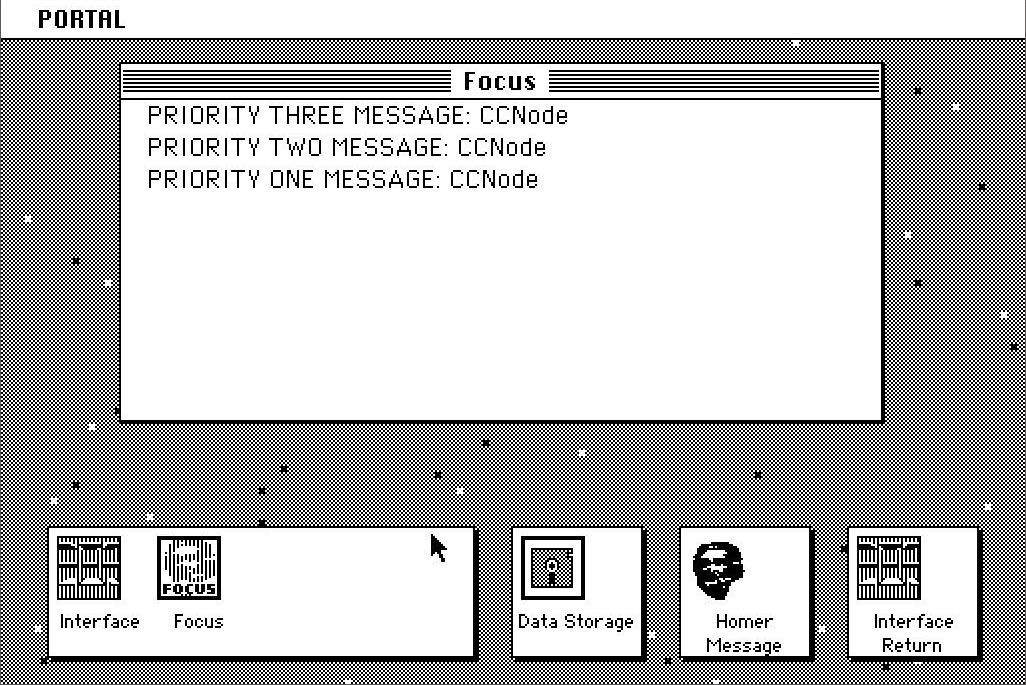 PORTAL
Focus
PRIORITY THREE MESSAGE: CCNode
PRIORITY TWO MESSAGE: CCNode
PRIORITY ONE MESSAGE: CCNode
FOCUS
Interface
Focus
Data Storage
Homer
Message
Interface
Return